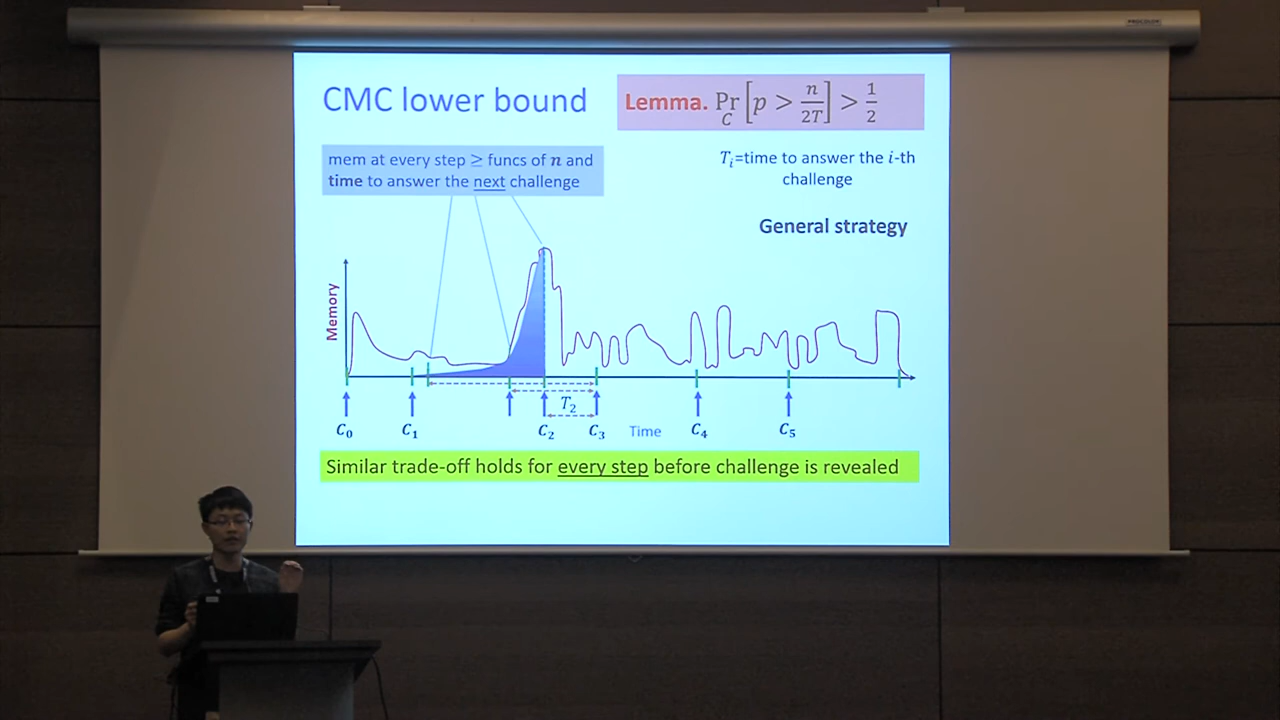 CMC lower bound
Lemma. Pr_C [p > n/2T] > 1/2
mem at every step ≥ funcs of n and
time to answer the next challenge
T_i=time to answer the i-th
challenge
General strategy
Memory
T_2
C_0 C_1 C_2 C_3 Time C_4 C_5
Similar trade-off holds for every step before challenge is revealed